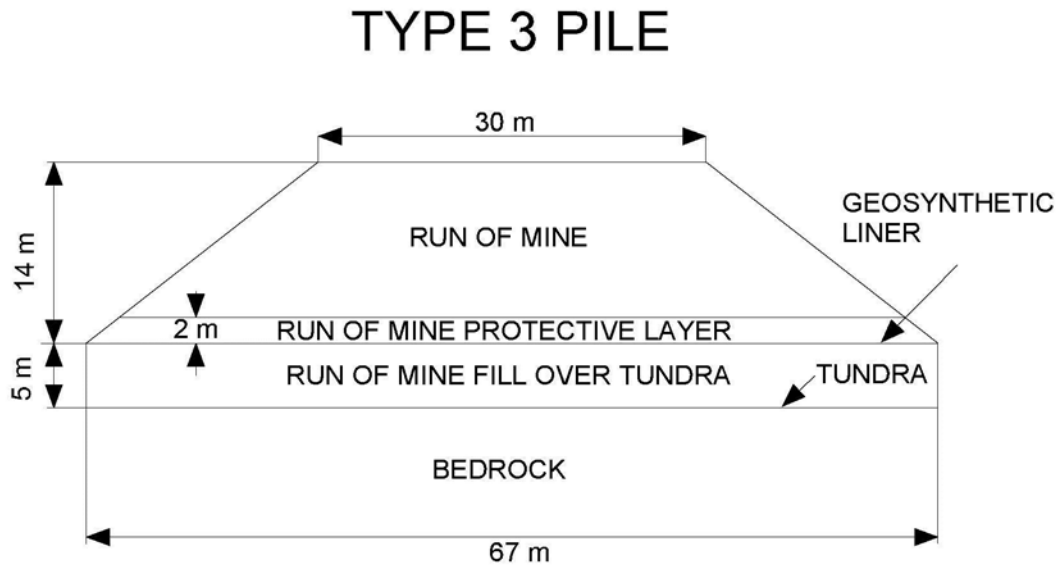 TYPE 3 PILE
30 m
GEOSYNTHETIC
LINER
RUN OF MINE
14 m
2 m
RUN OF MINE PROTECTIVE LAYER
5 m
RUN OF MINE FILL OVER TUNDRA
TUNDRA
BEDROCK
67 m